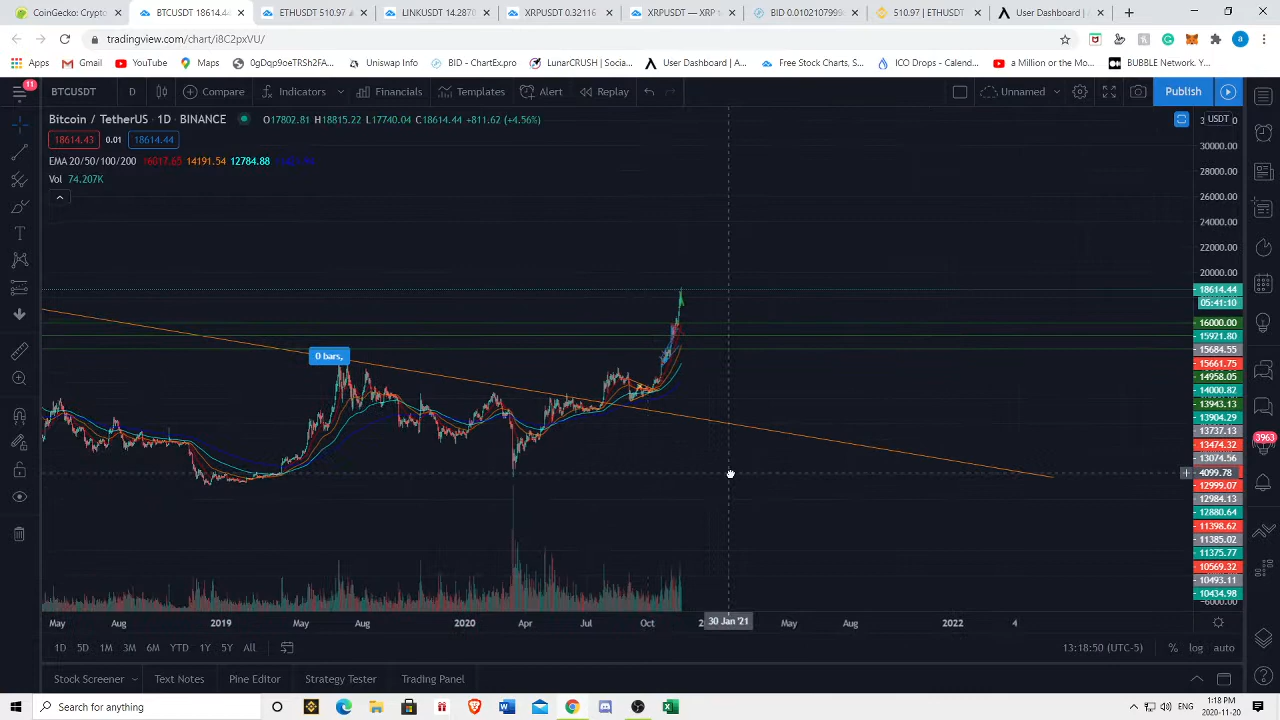 Coingecko
BTCUSDT 18614.4
ETHUSDT 510.97
LINKUSDT 14.28
XRPUSDT 0.32116
XRPUSDT — XRP
BID 0.0102137999
510.97 | ETHUSDT
User Dashboard |
tradingview.com/chart/i8C2pxVU/
Apps
Gmail
YouTube
Maps
Uniswap Info
BTC - ChartEx.pro
LunarCRUSH | Social...
User Dashboard | A...
Free Stock Charts, S...
ICO Drops - Calend...
a Million or the Mo...
BUBBLE Network. Y...
11
BTCUSDT
D
Compare
Indicators
Financials
Templates
Alert
Replay
Unnamed
Publish
Bitcoin / TetherUS · 1D · BINANCE
O17802.81 H18815.22 L17740.04 C18614.44 +811.62 (+4.56%)
USDT
18614.43
0.01
18614.44
EMA 20/50/100/200
16017.65
14191.54
12784.88
Vol 74.207K
30000.00
28000.00
26000.00
24000.00
22000.00
20000.00
18614.44
05:41:10
16000.00
15921.80
15684.55
15661.75
14958.05
14000.82
13943.13
13904.29
13737.13
13474.32
13074.56
4099.78
12999.07
12984.13
12880.64
11398.62
11385.02
11375.77
10569.32
10493.11
10434.98
-6000.00
0 bars,
3963
May
Aug
2019
May
Aug
2020
Apr
Jul
Oct
30 Jan '21
May
Aug
2022
4
1D
5D
1M
3M
6M
YTD
1Y
5Y
All
13:18:50 (UTC-5)
%
log
auto
Stock Screener
Text Notes
Pine Editor
Strategy Tester
Trading Panel
Search for anything
ENG
1:18 PM
2020-11-20